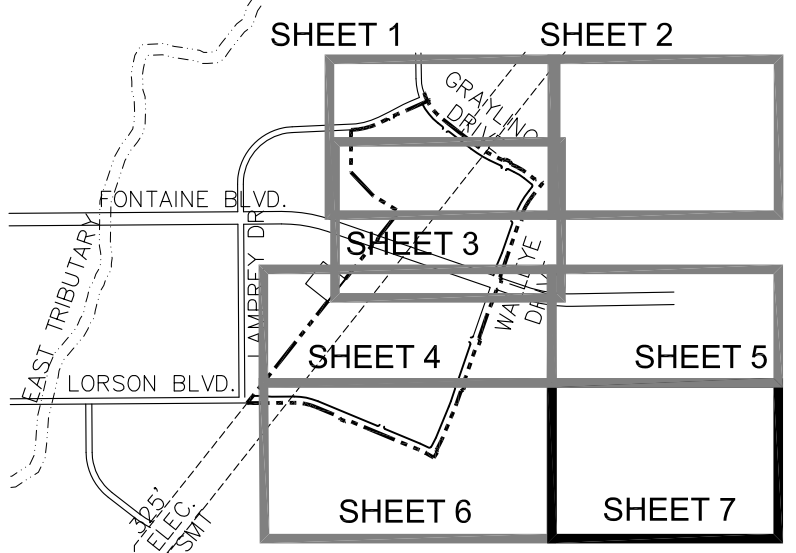 SHEET 1
SHEET 2
GRAYLING
DRIVE
FONTAINE BLVD.
SHEET 3
LAMPREY DR
EAST TRIBUTARY
WALLEYE
DRIVE
SHEET 4
SHEET 5
LORSON BLVD.
SHEET 6
SHEET 7
325'
ELEC.
SMT